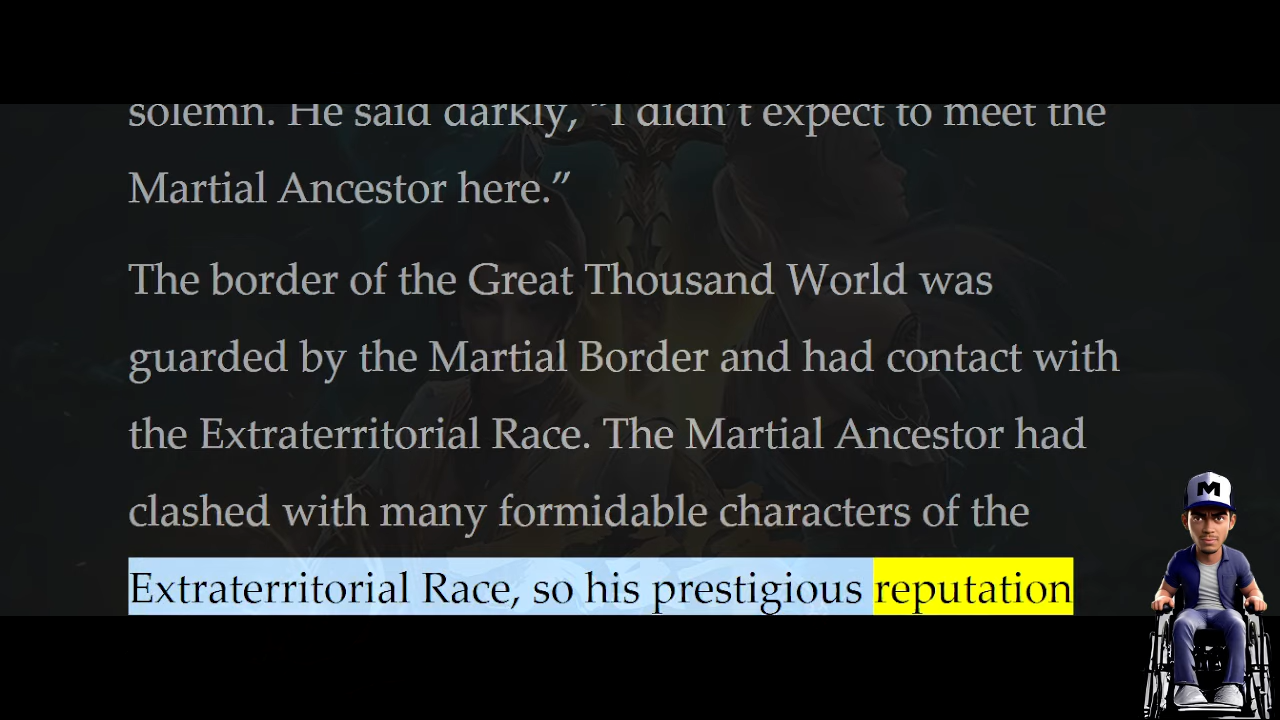 solemn. He said darkly, “I didn’t expect to meet the
Martial Ancestor here.”
The border of the Great Thousand World was
guarded by the Martial Border and had contact with
the Extraterritorial Race. The Martial Ancestor had
clashed with many formidable characters of the
Extraterritorial Race, so his prestigious reputation
M
M